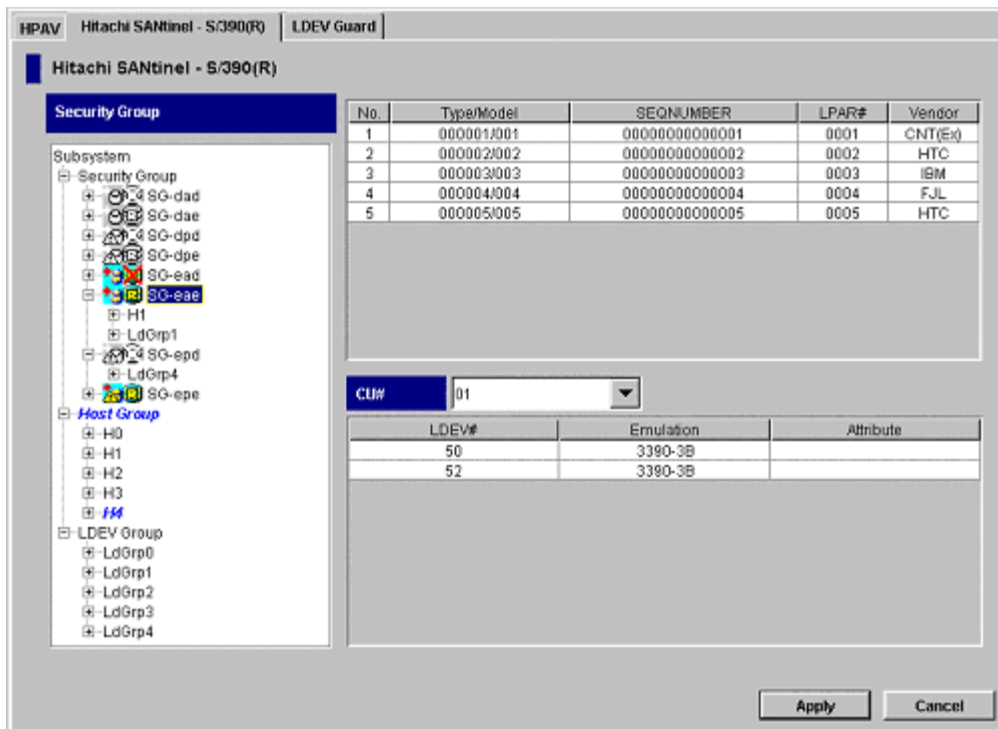 HPAV Hitachi SANtinel - S/390(R) LDEV Guard
Hitachi SANtinel - S/390(R)
Security Group
Subsystem
Security Group
SG-dad
SG-dae
SG-dpd
SG-dpe
SG-ead
SG-eae
H1
LdGrp1
SG-epd
LdGrp4
SG-epe
Host Group
H0
H1
H2
H3
H4
LDEV Group
LdGrp0
LdGrp1
LdGrp2
LdGrp3
LdGrp4
No. Type/Model SEQNUMBER LPAR# Vendor
1 000001/001 00000000000001 0001 CNT(Ex)
2 000002/002 00000000000002 0002 HTC
3 000003/003 00000000000003 0003 IBM
4 000004/004 00000000000004 0004 FJL
5 000005/005 00000000000005 0005 HTC
CU# 01
LDEV# Emulation Attribute
50 3390-3B
52 3390-3B
Apply Cancel